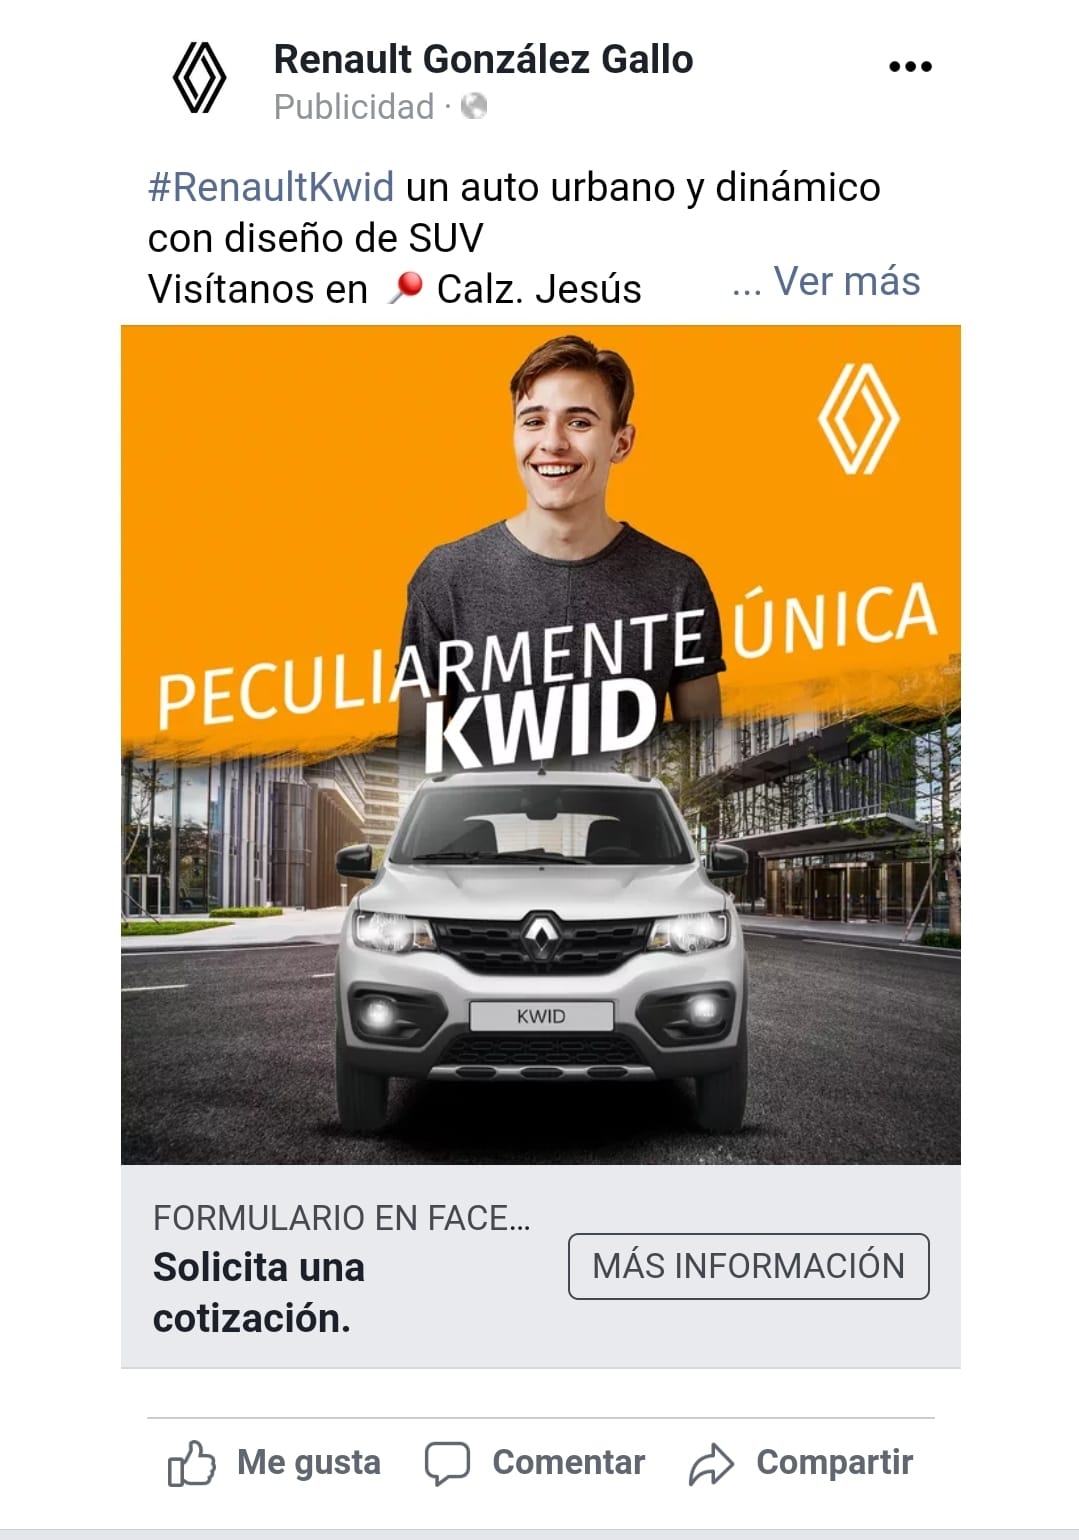 Renault González Gallo
Publicidad ·
#RenaultKwid un auto urbano y dinámico
con diseño de SUV
Visítanos en 📍 Calz. Jesús ... Ver más
PECULIARMENTE ÚNICA
KWID
KWID
FORMULARIO EN FACE...
Solicita una
cotización.
MÁS INFORMACIÓN
Me gusta Comentar Compartir